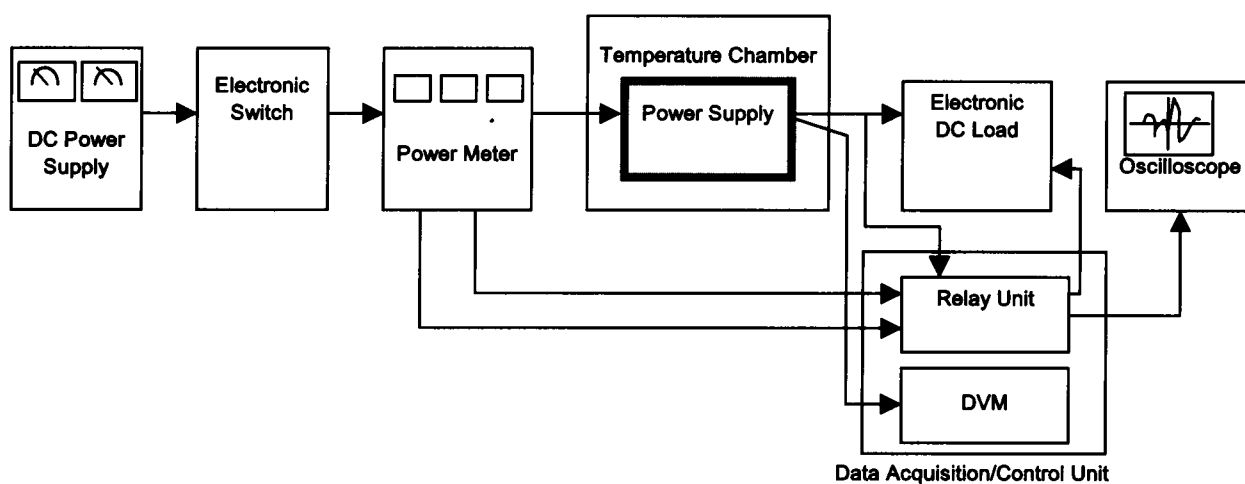 DC Power
Supply
Electronic
Switch
Power Meter
Temperature Chamber
Power Supply
Electronic
DC Load
Oscilloscope
Relay Unit
DVM
Data Acquisition/Control Unit